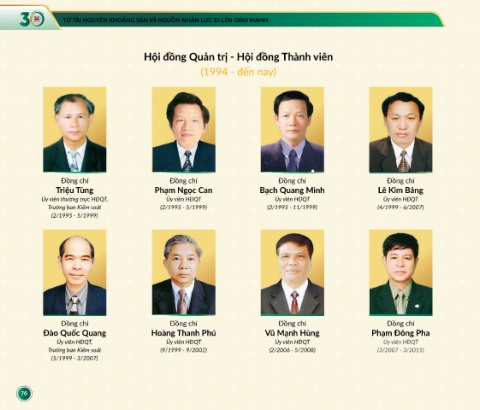 30 TỪ TÀI NGUYÊN KHOÁNG SẢN VÀ NGUỒN NHÂN LỰC ĐI LÊN GIÀU MẠNH
Hội đồng Quản trị - Hội đồng Thành viên
(1994 - đến nay)
Đồng chí
Triệu Tùng
Ủy viên thường trực HĐQT,
Trưởng ban Kiểm soát
(2/1995 - 5/1999)
Đồng chí
Phạm Ngọc Can
Ủy viên HĐQT
(2/1995 - 5/1999)
Đồng chí
Bạch Quang Minh
Ủy viên HĐQT
(2/1995 - 11/1999)
Đồng chí
Lê Kim Bảng
Ủy viên HĐQT
(4/1999 - 6/2007)
Đồng chí
Đào Quốc Quang
Ủy viên HĐQT,
Trưởng ban Kiểm soát
(5/1999 - 3/2007)
Đồng chí
Hoàng Thanh Phú
Ủy viên HĐQT
(9/1999 - 9/2002)
Đồng chí
Vũ Mạnh Hùng
Ủy viên HĐQT
(2/2006 - 5/2008)
Đồng chí
Phạm Đông Pha
Ủy viên HĐQT
(3/2007 - 3/2013)
76